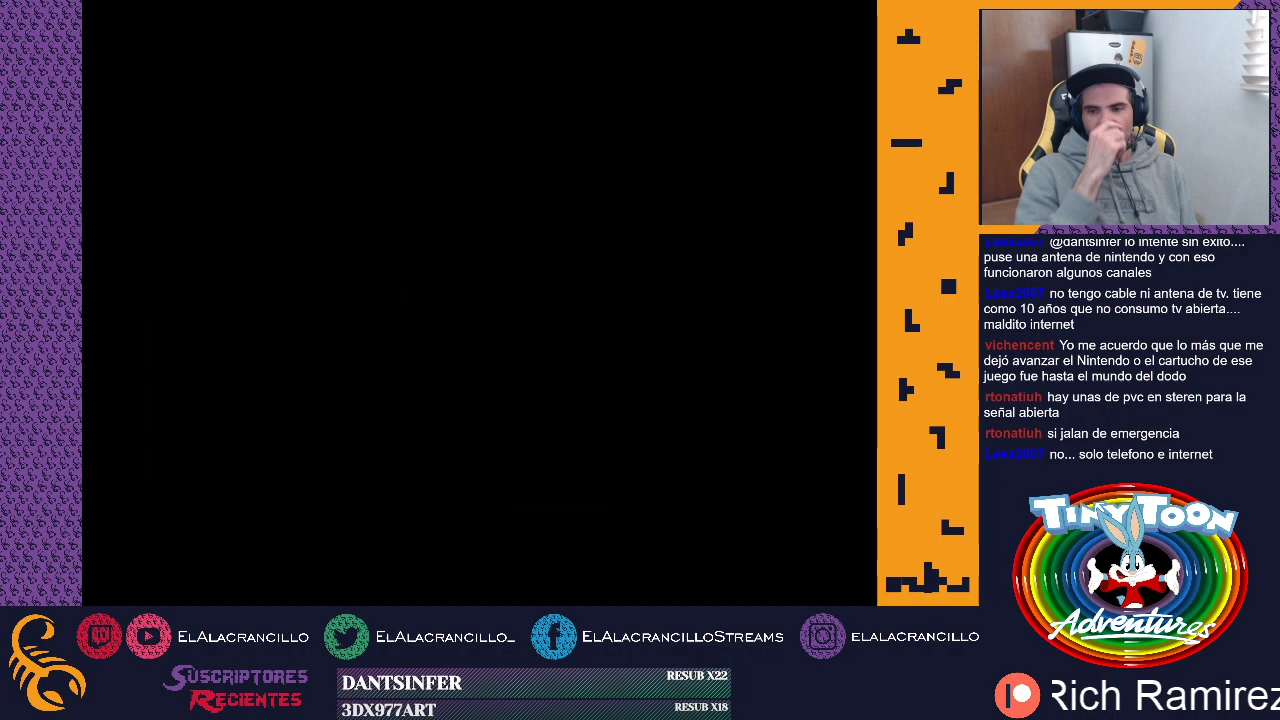 Leex2007 @dantsinfer lo intente sin exito....
puse una antena de nintendo y con eso
funcionaron algunos canales
Leex2007 no tengo cable ni antena de tv. tiene
como 10 años que no consumo tv abierta....
maldito internet
vichencent Yo me acuerdo que lo más que me
dejó avanzar el Nintendo o el cartucho de ese
juego fue hasta el mundo del dodo
rtonatiuh hay unas de pvc en steren para la
señal abierta
rtonatiuh si jalan de emergencia
Leex2007 no... solo telefono e internet
TINY TOON
Adventures
ElAlacrancillo
ElAlacrancillo_
ElAlacrancilloStreams
elalacrancillo
Suscriptores
Recientes
DANTSINFER RESUB X22
3DX977ART RESUB X18
Rich Ramirez